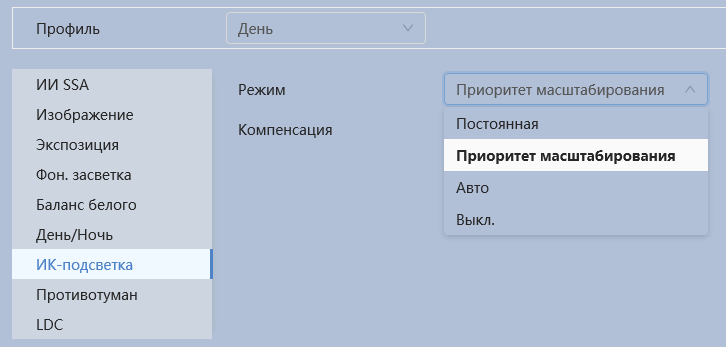 Профиль
День
ИИ SSA
Изображение
Экспозиция
Фон. засветка
Баланс белого
День/Ночь
ИК-подсветка
Противотуман
LDC
Режим
Приоритет масштабирования
Компенсация
Постоянная
Приоритет масштабирования
Авто
Выкл.